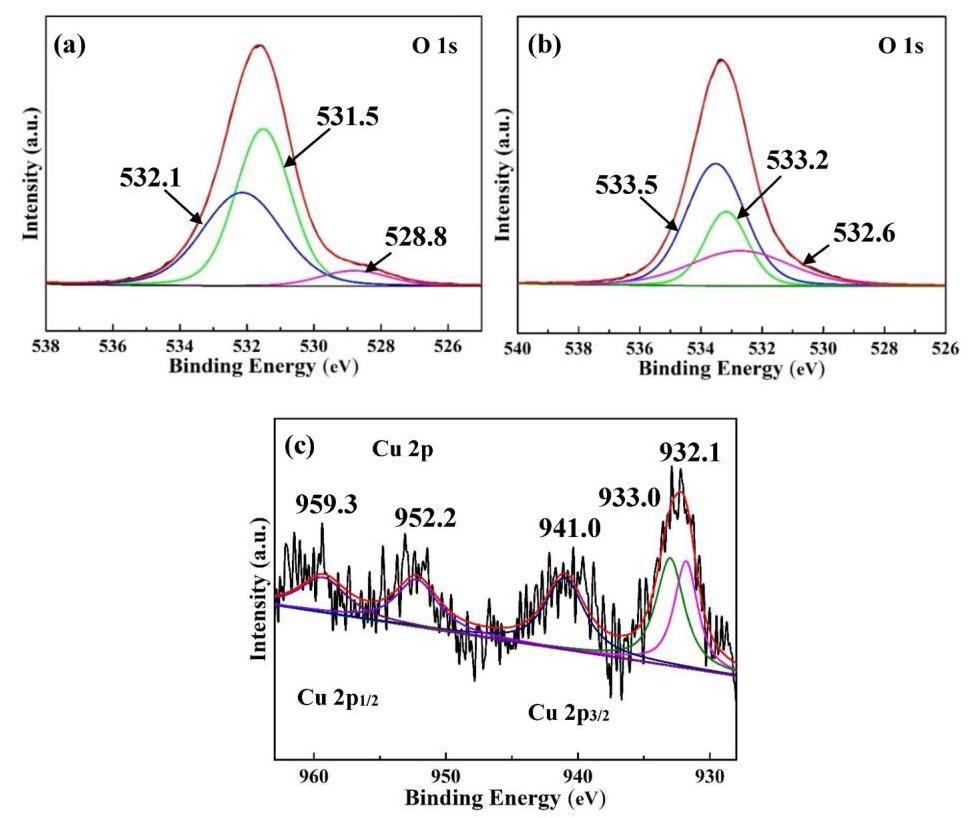 (a)
O 1s
531.5
532.1
528.8
Intensity (a.u.)
538 536 534 532 530 528 526
Binding Energy (eV)
(b)
O 1s
533.2
533.5
532.6
Intensity (a.u.)
540 538 536 534 532 530 528 526
Binding Energy (eV)
(c)
Cu 2p
932.1
933.0
959.3
952.2
941.0
Intensity (a.u.)
Cu 2p1/2
Cu 2p3/2
960 950 940 930
Binding Energy (eV)